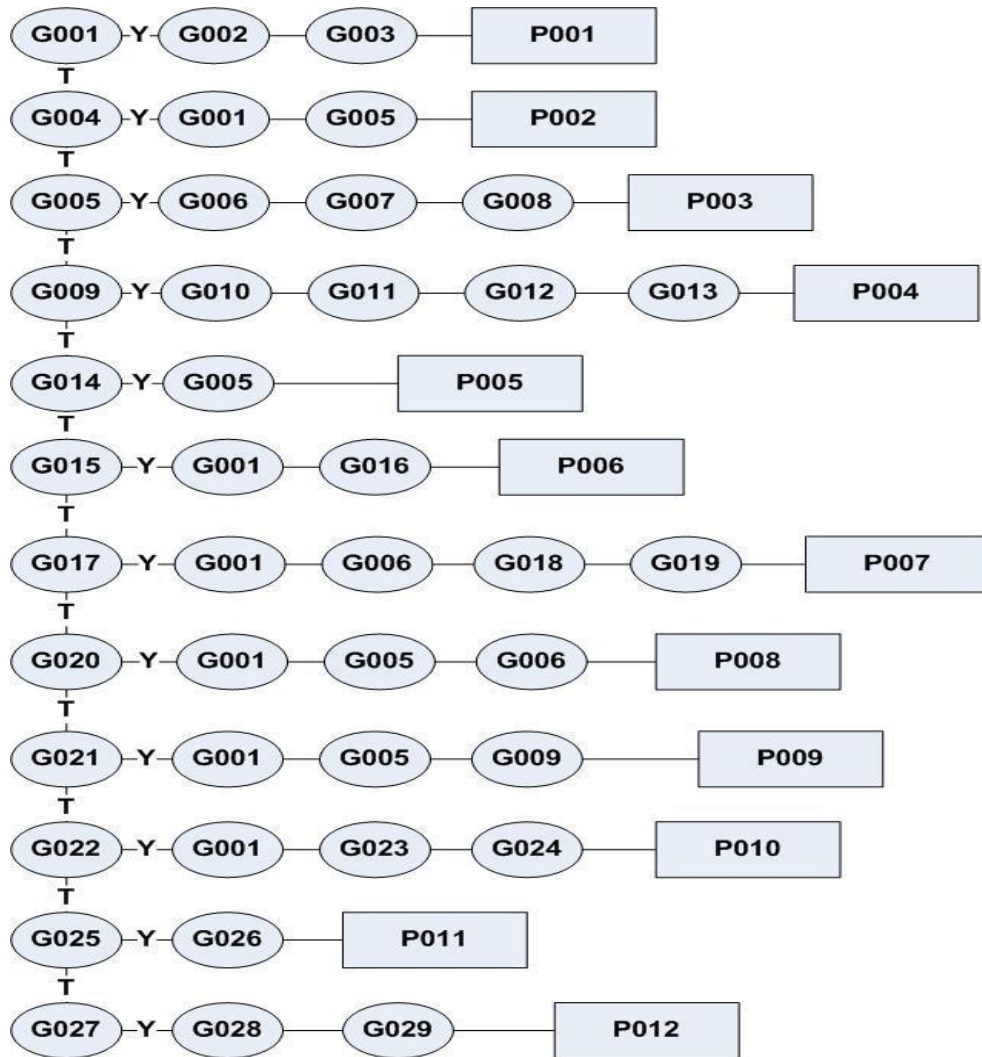 G001 Y G002 G003 P001
T
G004 Y G001 G005 P002
T
G005 Y G006 G007 G008 P003
T
G009 Y G010 G011 G012 G013 P004
T
G014 Y G005 P005
T
G015 Y G001 G016 P006
T
G017 Y G001 G006 G018 G019 P007
T
G020 Y G001 G005 G006 P008
T
G021 Y G001 G005 G009 P009
T
G022 Y G001 G023 G024 P010
T
G025 Y G026 P011
T
G027 Y G028 G029 P012